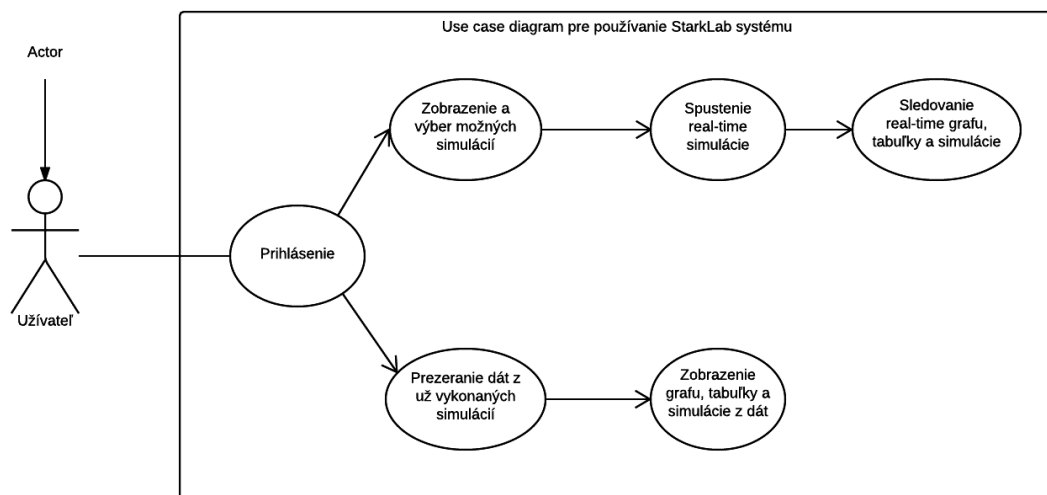 Use case diagram pre používanie StarkLab systému
Actor
Užívateľ
Prihlásenie
Zobrazenie a
výber možných
simulácií
Spustenie
real-time
simulácie
Sledovanie
real-time grafu,
tabuľky a simulácie
Prezeranie dát z
už vykonaných
simulácií
Zobrazenie
grafu, tabuľky a
simulácie z dát